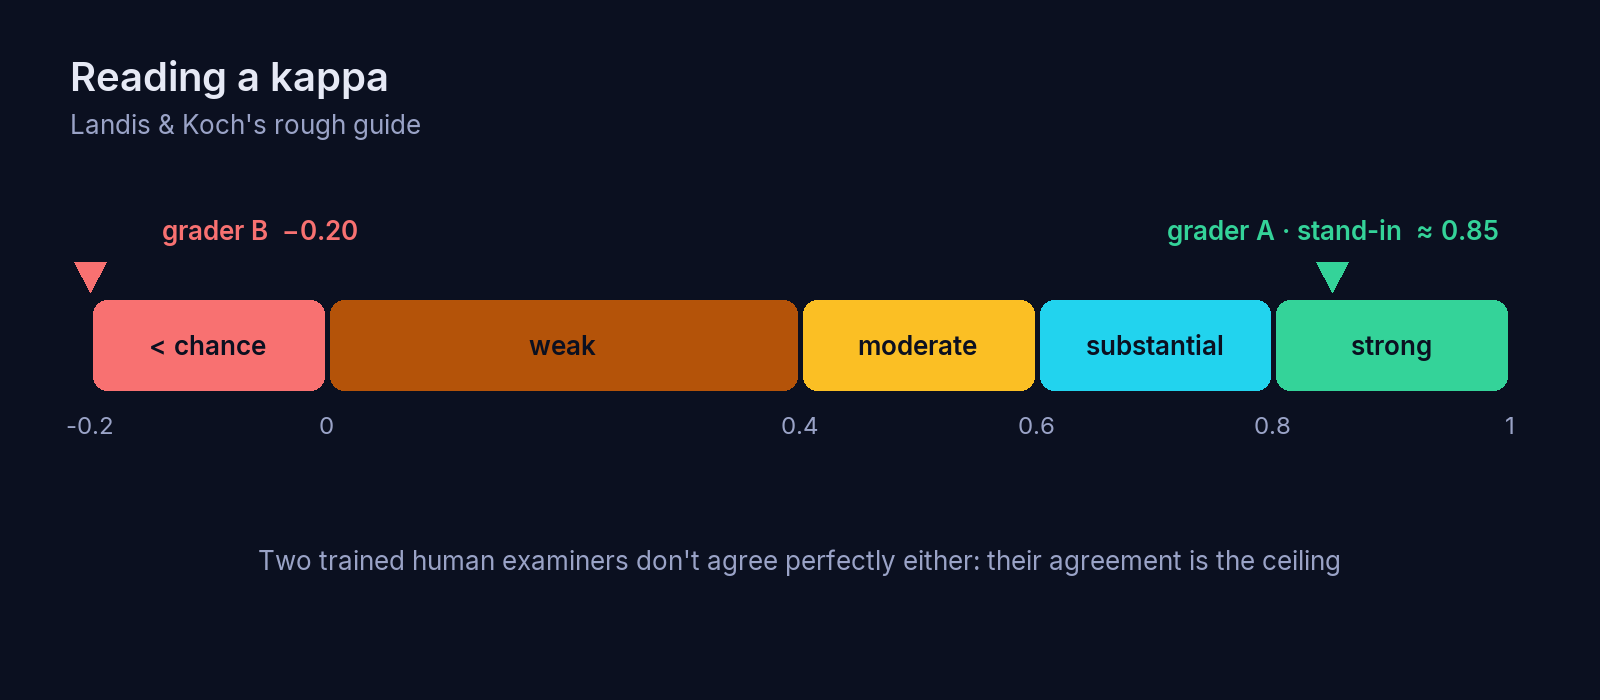 Reading a kappa
Landis & Koch's rough guide
grader B −0.20
grader A · stand-in ≈ 0.85
< chance
weak
moderate
substantial
strong
-0.2
0
0.4
0.6
0.8
1
Two trained human examiners don't agree perfectly either: their agreement is the ceiling